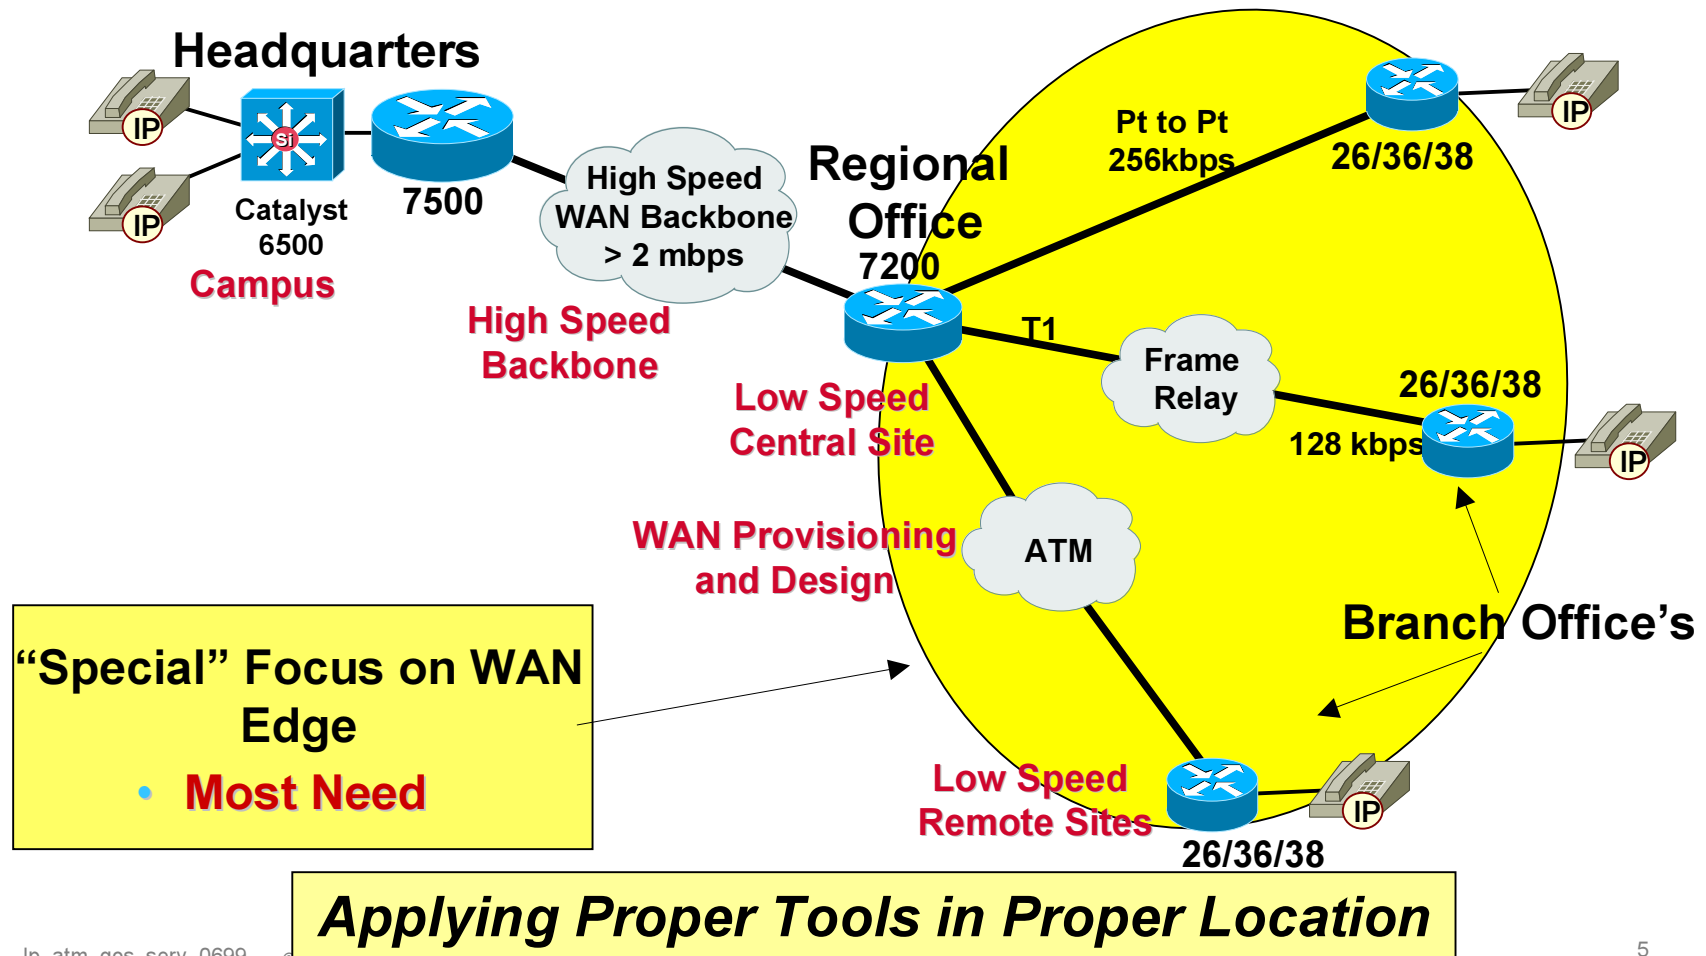 Headquarters
IP
IP
Si
Catalyst
6500
7500
Campus
High Speed
WAN Backbone
> 2 mbps
High Speed
Backbone
Regional
Office
7200
Low Speed
Central Site
WAN Provisioning
and Design
Pt to Pt
256kbps
26/36/38
IP
T1
Frame
Relay
26/36/38
128 kbps
IP
ATM
Branch Office's
Low Speed
Remote Sites
26/36/38
IP
“Special” Focus on WAN
Edge
• Most Need
Applying Proper Tools in Proper Location
Ip_atm_qos_serv_0699
5